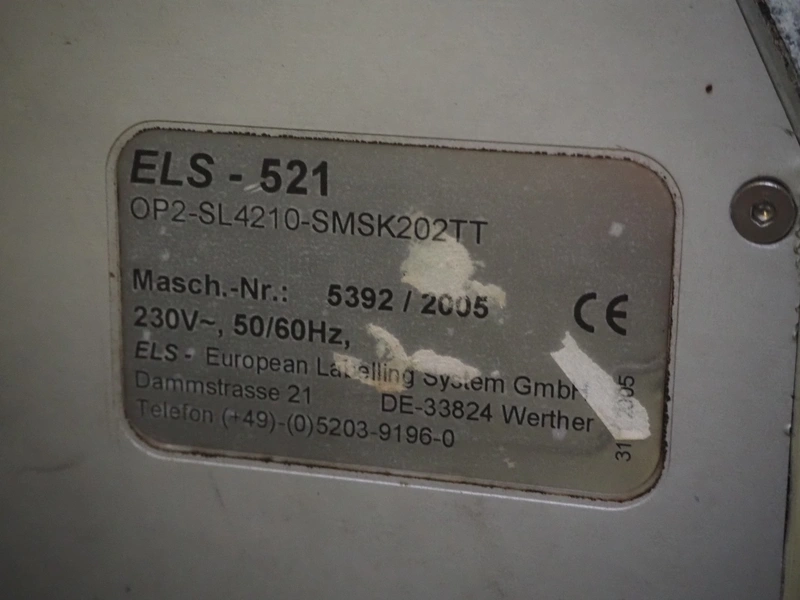 ELS - 521
OP2-SL4210-SMSK202TT
Masch.-Nr.: 5392 / 2005
CE
230V~, 50/60Hz,
ELS - European Labelling System GmbH
Dammstrasse 21 DE-33824 Werther
Telefon (+49)-(0)5203-9196-0